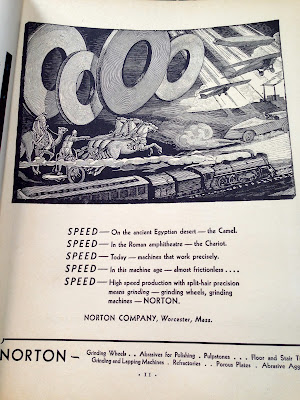 SPEED— On the ancient Egyptian desert — the Camel.
SPEED— In the Roman amphitheatre — the Chariot.
SPEED— Today — machines that work precisely.
SPEED— In this machine age — almost frictionless....
SPEED— High speed production with split-hair precision
means grinding — grinding wheels, grinding
machines — NORTON.
NORTON COMPANY, Worcester, Mass.
NORTON— Grinding Wheels . . Abrasives for Polishing . Pulpstones . . . Floor and Stair
Grinding and Lapping Machines . Refractories . . Porous Plates . Abrasive
· 11 ·